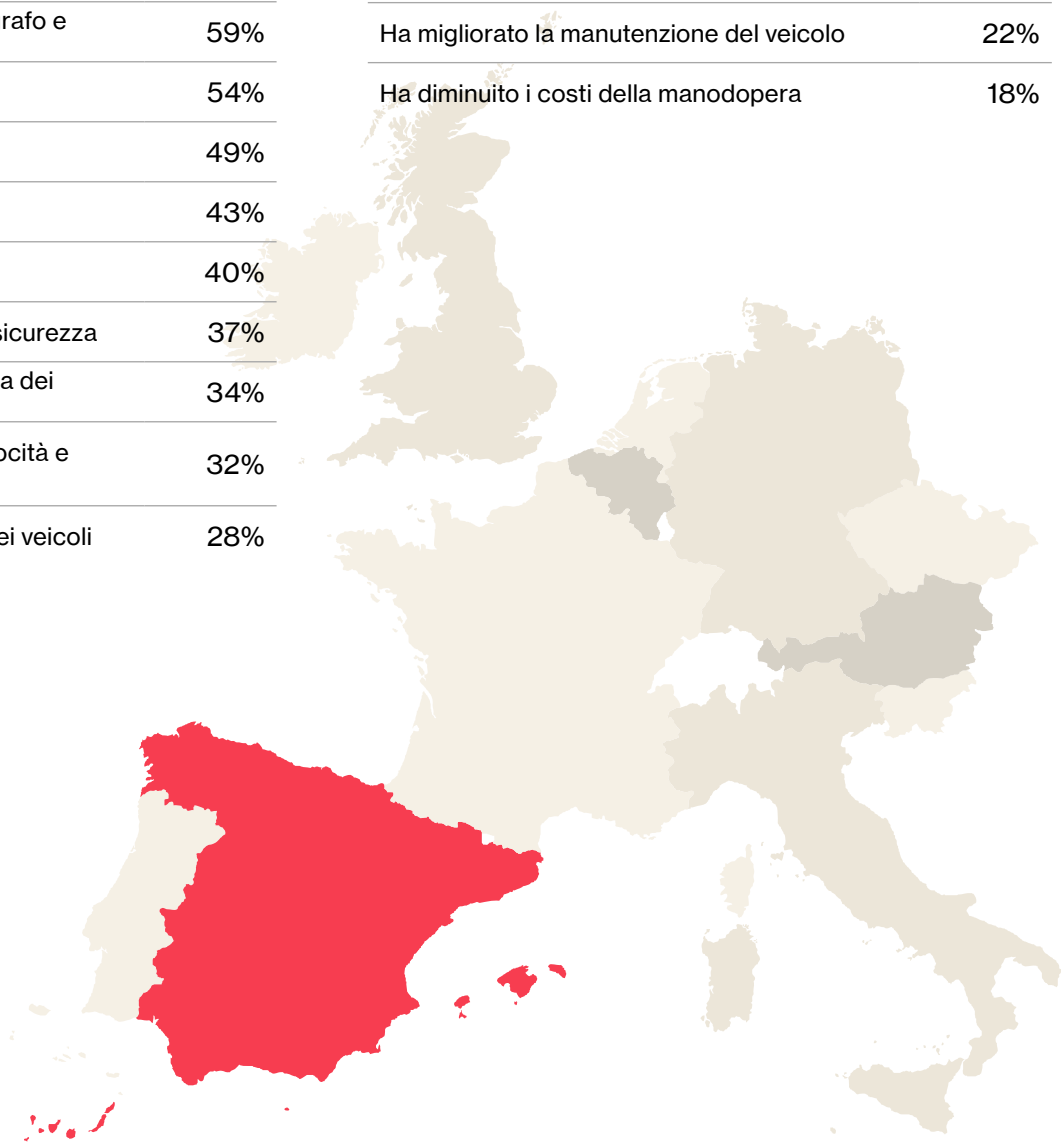 rafo e
59%
54%
49%
43%
40%
sicurezza 37%
a dei
34%
ocità e
32%
ei veicoli 28%
Ha migliorato la manutenzione del veicolo 22%
Ha diminuito i costi della manodopera 18%